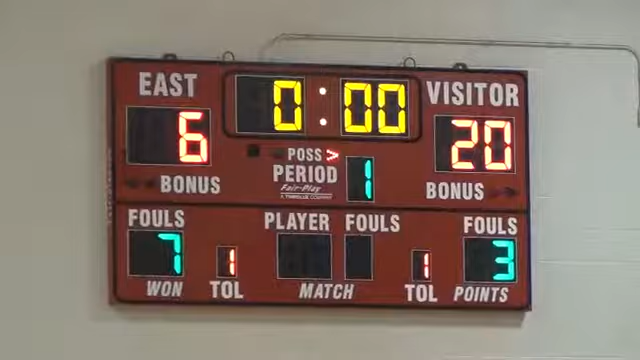 EAST 0:00 VISITOR
6 POSS > 20
PERIOD 1
Fair-Play
BONUS BONUS
FOULS PLAYER FOULS FOULS
7 1 1 3
WON TOL MATCH TOL POINTS